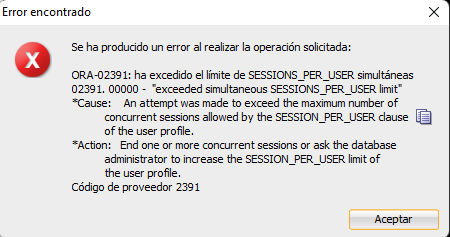 Error encontrado
Se ha producido un error al realizar la operación solicitada:
ORA-02391: ha excedido el límite de SESSIONS_PER_USER simultáneas
02391. 00000 - "exceeded simultaneous SESSIONS_PER_USER limit"
*Cause: An attempt was made to exceed the maximum number of
concurrent sessions allowed by the SESSION_PER_USER clause
of the user profile.
*Action: End one or more concurrent sessions or ask the database
administrator to increase the SESSION_PER_USER limit of
the user profile.
Código de proveedor 2391
Aceptar